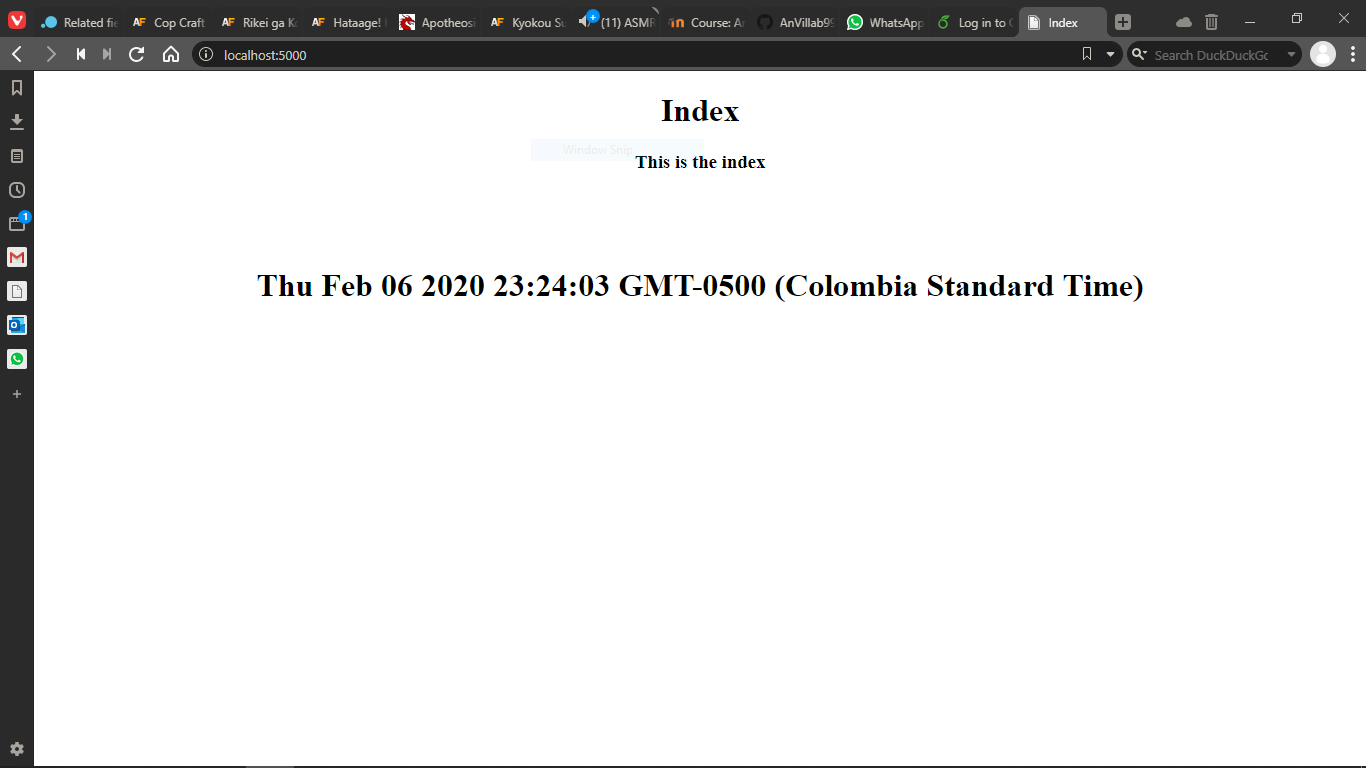 Related fie
AF Cop Craft
AF Rikei ga K
AF Hataage!
Apotheosi
AF Kyokou Su
(11) ASMR
Course: A
AnVillab99
WhatsApp
Log in to
Index
localhost:5000
Search DuckDuckGo
1
Index
Window Snip
This is the index
Thu Feb 06 2020 23:24:03 GMT-0500 (Colombia Standard Time)